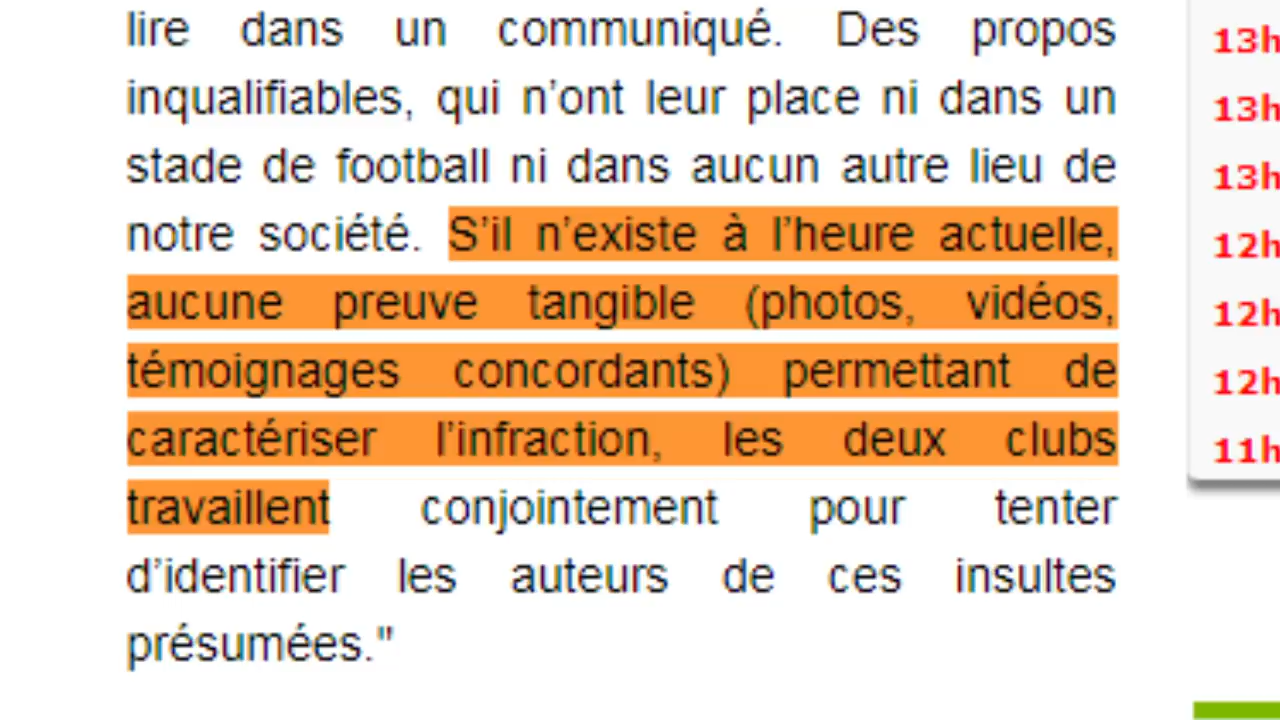 lire dans un communiqué. Des propos
inqualifiables, qui n’ont leur place ni dans un
stade de football ni dans aucun autre lieu de
notre société. S’il n’existe à l’heure actuelle,
aucune preuve tangible (photos, vidéos,
témoignages concordants) permettant de
caractériser l’infraction, les deux clubs
travaillent conjointement pour tenter
d’identifier les auteurs de ces insultes
présumées."
13h
13h
13h
12h
12h
12h
11h